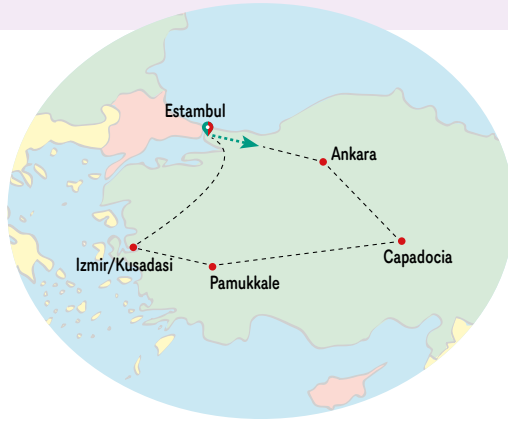 Estambul
Ankara
Capadocia
Izmir/Kusadasi
Pamukkale